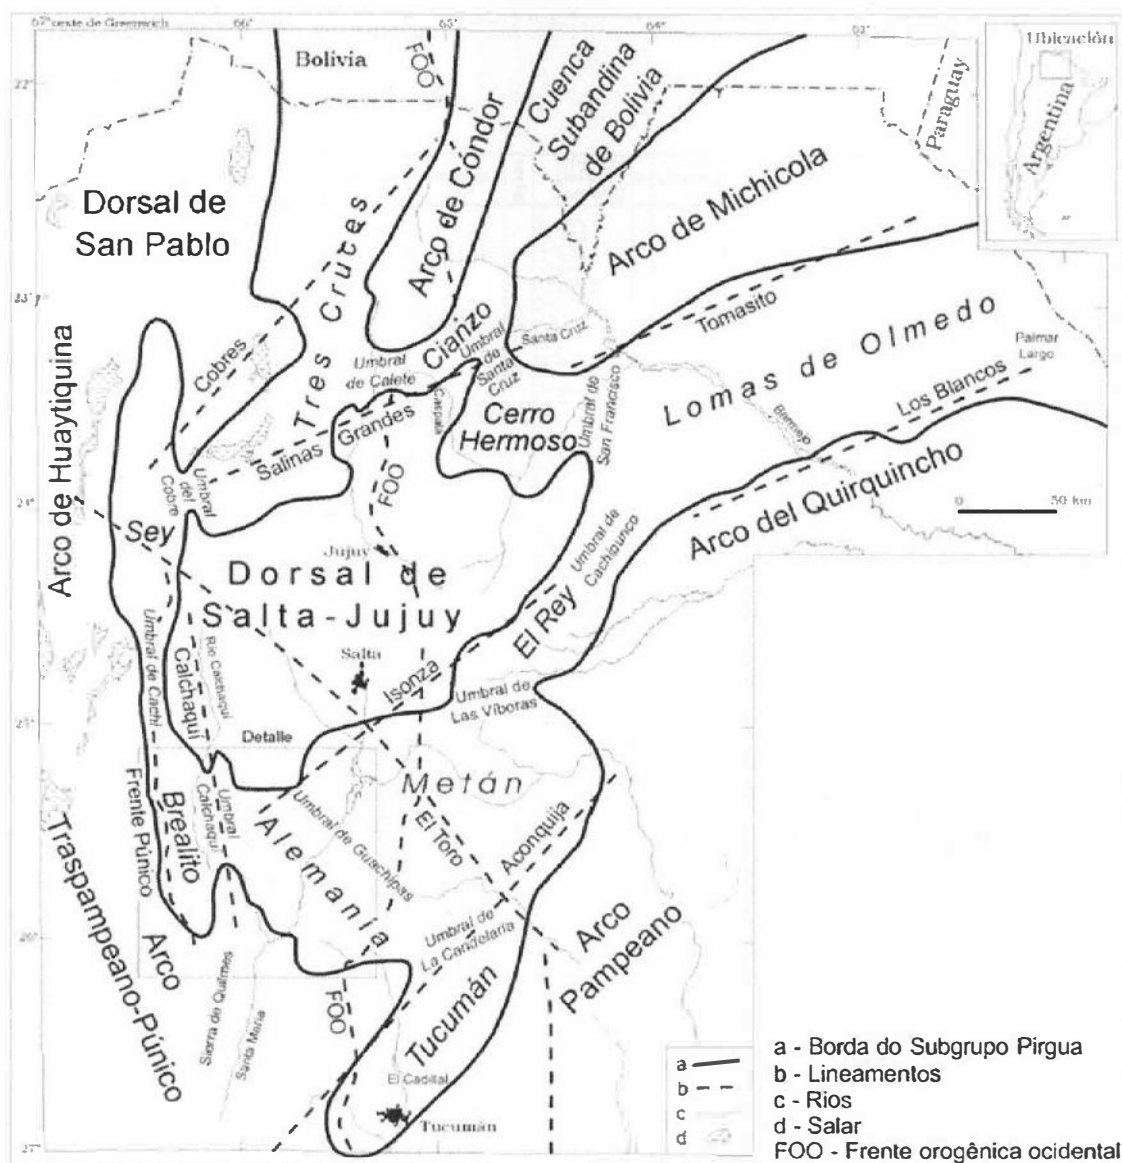 67° oeste de Greenwich
66°
65°
64°
63°
Ubicación
Argentina
Bolivia
FOO
Paraguay
22°
Cuenca
Subandina
de Bolivia
Arco de Cóndor
Dorsal de
San Pablo
Arco de Michicola
23°
Tres Crutes
Cianzo
Santa Cruz
Tomasito
Cobres
Umbral
de Calete
Umbral
de
Santa
Cruz
Lomas de Olmedo
Palmar
Largo
Los Blancos
Bermejo
Arco de Huaytiquina
Salinas Grandes
Caspalá
Cerro
Hermoso
Umbral de
San Francisco
Umbral
del
Cobre
24°
FOO
Arco del Quirquincho
0 50 km
Sey
Jujuy
Umbral de
Cachipunco
Dorsal de
Salta-Jujuy
El Rey
Umbral de Cachi
Calchaquí
Río Calchaquí
Salta
Isonza
Umbral de
Las Víboras
25°
Detalle
Metán
Frente Púnico
Brealito
Umbral
Calchaquí
Alemanía
Umbral de Guachipas
El Toro
Aconquija
Arco
Traspampeano-Púnico
Umbral de
La Candelaria
Arco
Pampeano
26°
Sierra de Quilmes
Santa María
FOO
Tucumán
El Cadillal
Tucumán
27°
a
b
c
d
a - Borda do Subgrupo Pirgua
b - Lineamentos
c - Rios
d - Salar
FOO - Frente orogênica ocidental